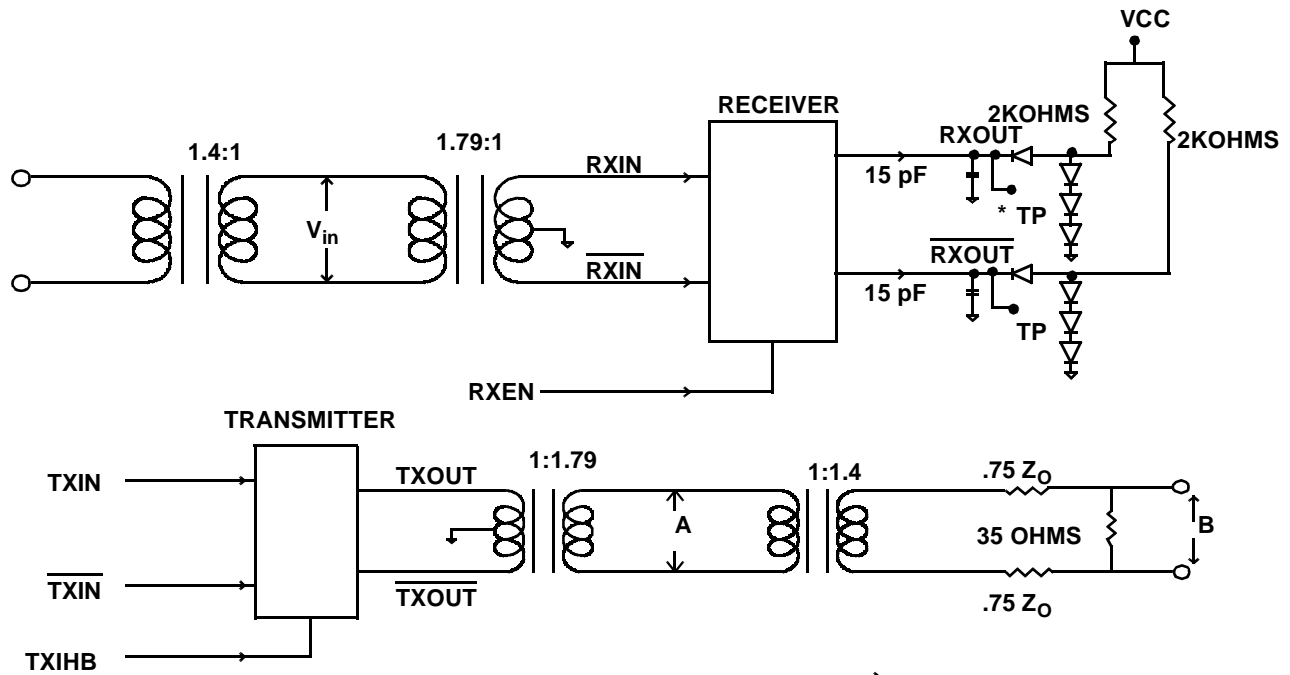 VCC
RECEIVER
2KOHMS
2KOHMS
RXOUT
1.4:1
1.79:1
RXIN
15 pF
* TP
Vin
RXIN
RXOUT
15 pF
TP
RXEN
TRANSMITTER
TXIN
TXOUT
1:1.79
1:1.4
.75 ZO
A
35 OHMS
B
TXIN
TXOUT
.75 ZO
TXIHB